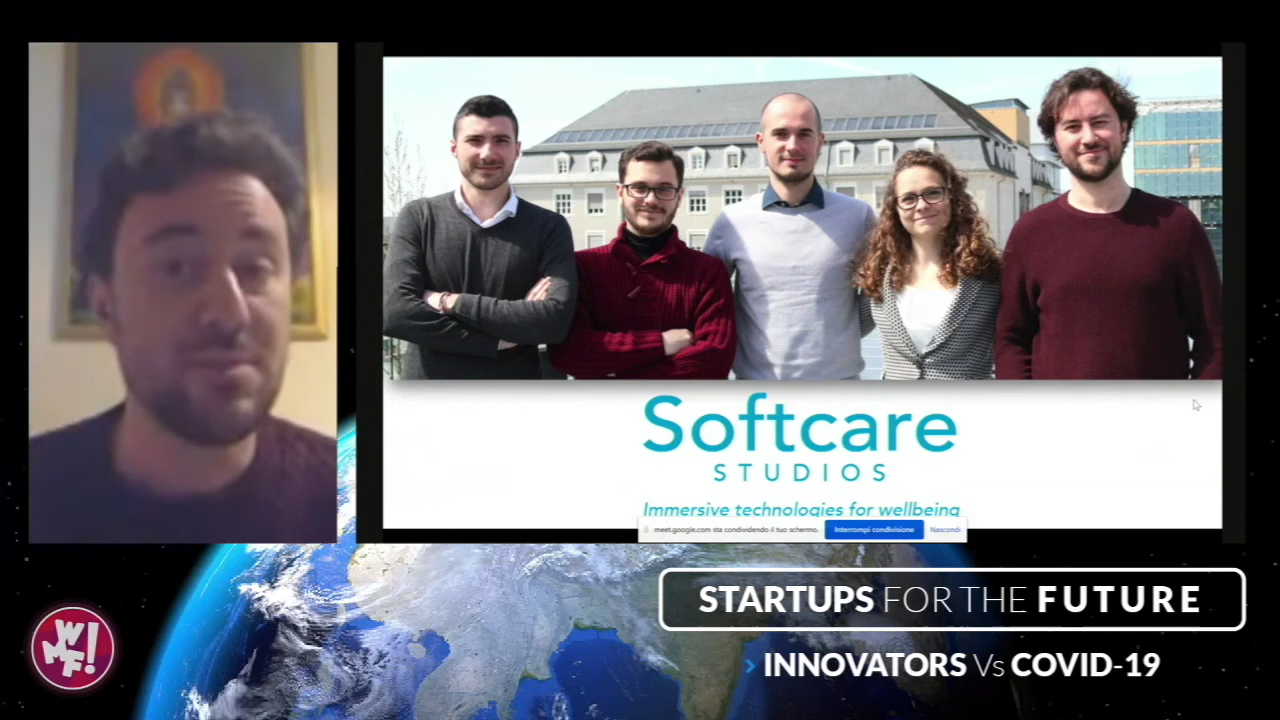 Softcare
STUDIOS
Immersive technologies for wellbeing
meet.google.com sta condividendo il tuo schermo. Interrompi condivisione Nascondi
STARTUPS FOR THE FUTURE
› INNOVATORS Vs COVID-19
WMF!